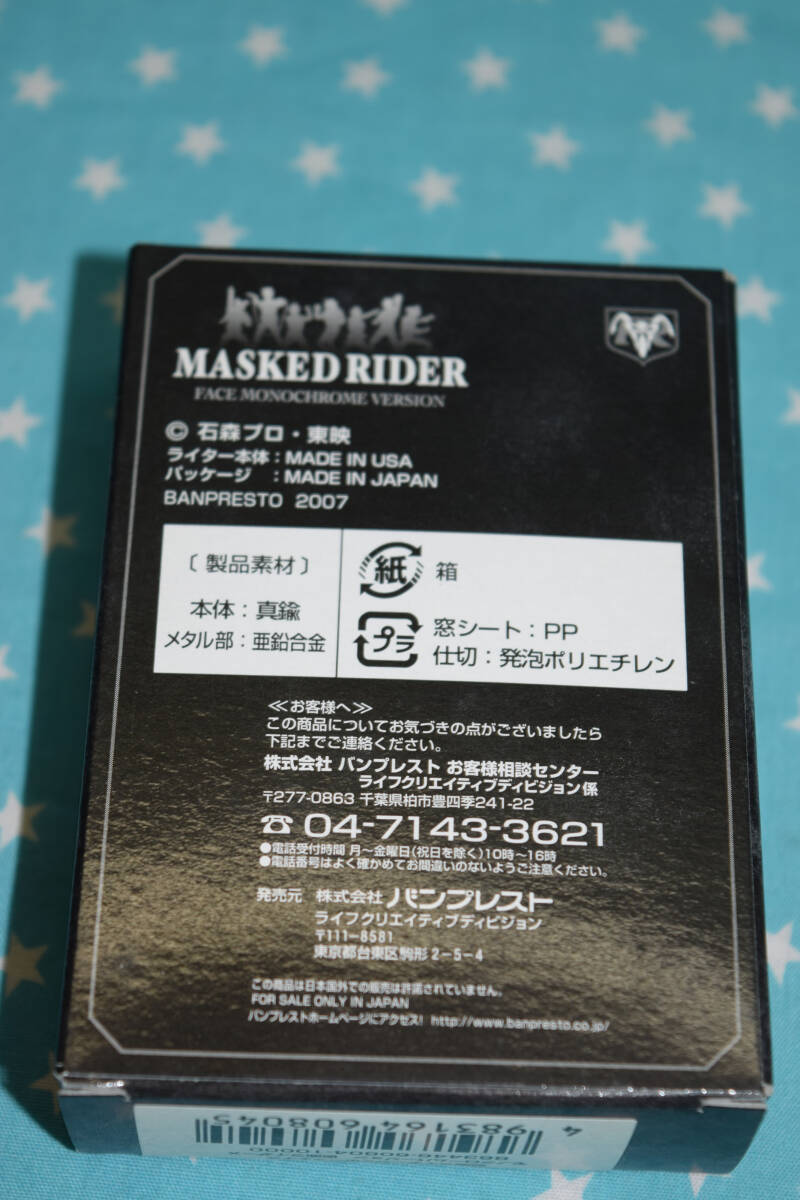 MASKED RIDER
FACE MONOCHROME VERSION
© 石森プロ・東映
ライター本体：MADE IN USA
パッケージ　：MADE IN JAPAN
BANPRESTO 2007
〔 製品素材 〕
本体：真鍮
メタル部：亜鉛合金
紙 箱
プラ 窓シート：PP
仕切：発泡ポリエチレン
≪お客様へ≫
この商品についてお気づきの点がございましたら
下記までご連絡ください。
株式会社 バンプレスト お客様相談センター
ライフクリエイティブディビジョン係
〒277-0863 千葉県柏市豊四季241-22
☎ 04-7143-3621
●電話受付時間 月～金曜日（祝日を除く）10時～16時
●電話番号はよく確かめてお間違いのないようご注意ください。
発売元　株式会社バンプレスト
ライフクリエイティブディビジョン
〒111-8581
東京都台東区駒形2-5-4
この商品は日本国外での販売は許諾されていません。
FOR SALE ONLY IN JAPAN
バンプレストホームページにアクセス！ http://www.banpresto.co.jp/
4 983164 608045